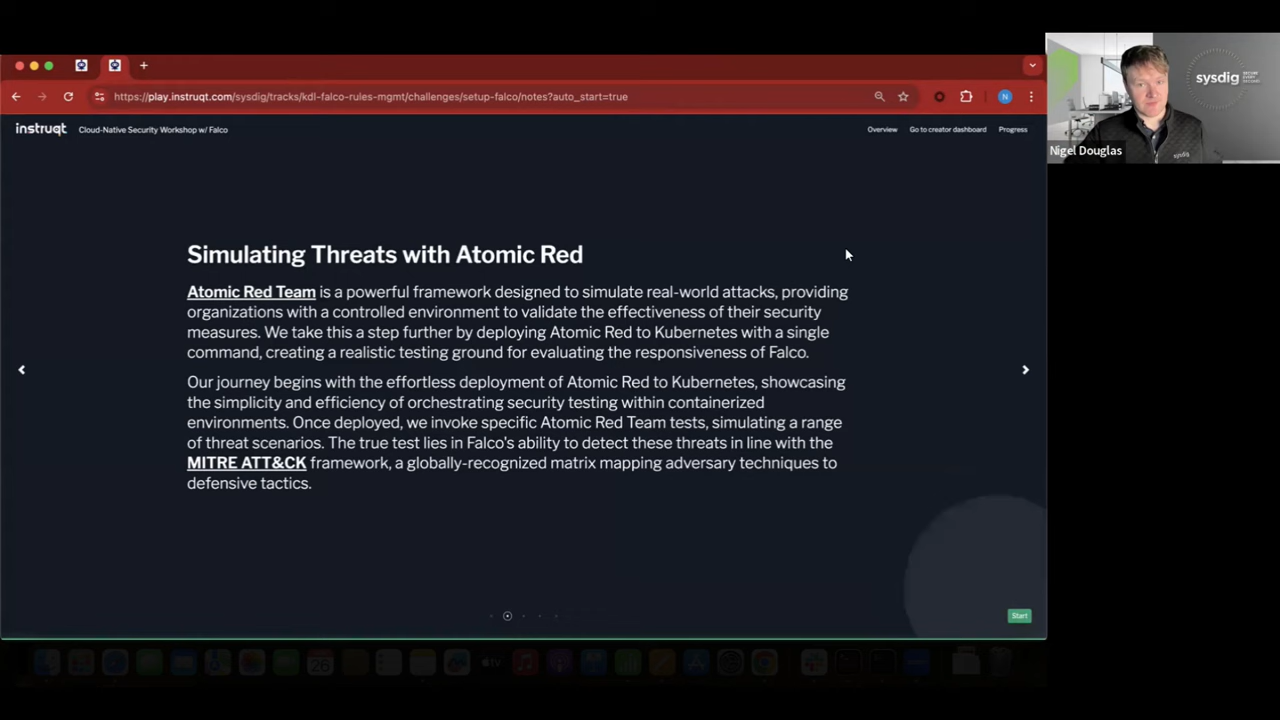 https://play.instruqt.com/sysdig/tracks/kdl-falco-rules-mgmt/challenges/setup-falco/notes?auto_start=true
N
instruqt
Cloud-Native Security Workshop w/ Falco
Overview
Go to creator dashboard
Progress
sysdig
Nigel Douglas
sysdig
Simulating Threats with Atomic Red
Atomic Red Team is a powerful framework designed to simulate real-world attacks, providing
organizations with a controlled environment to validate the effectiveness of their security
measures. We take this a step further by deploying Atomic Red to Kubernetes with a single
command, creating a realistic testing ground for evaluating the responsiveness of Falco.
Our journey begins with the effortless deployment of Atomic Red to Kubernetes, showcasing
the simplicity and efficiency of orchestrating security testing within containerized
environments. Once deployed, we invoke specific Atomic Red Team tests, simulating a range
of threat scenarios. The true test lies in Falco's ability to detect these threats in line with the
MITRE ATT&CK framework, a globally-recognized matrix mapping adversary techniques to
defensive tactics.
Start
26
tv